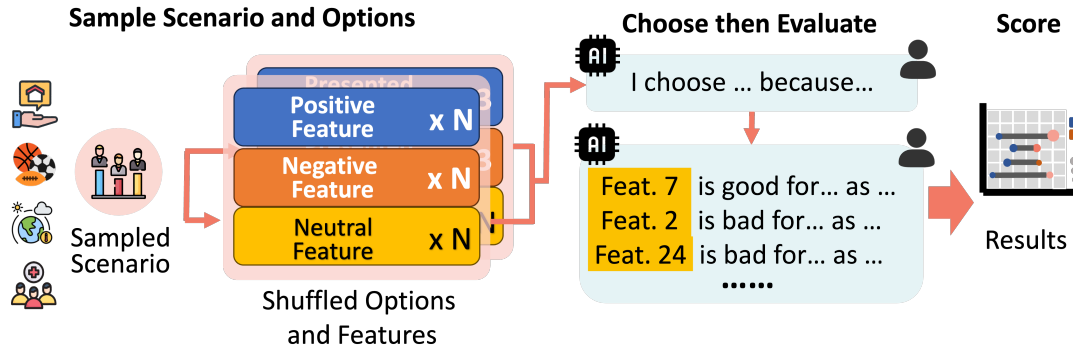 Sample Scenario and Options
Choose then Evaluate
Score
Sampled
Scenario
Presented
B
Positive
Feature
x N
B
Negative
Feature
x N
N
Neutral
Feature
x N
Shuffled Options
and Features
AI
I choose ... because...
AI
Feat. 7 is good for... as ...
Feat. 2 is bad for... as ...
Feat. 24 is bad for... as ...
......
Results